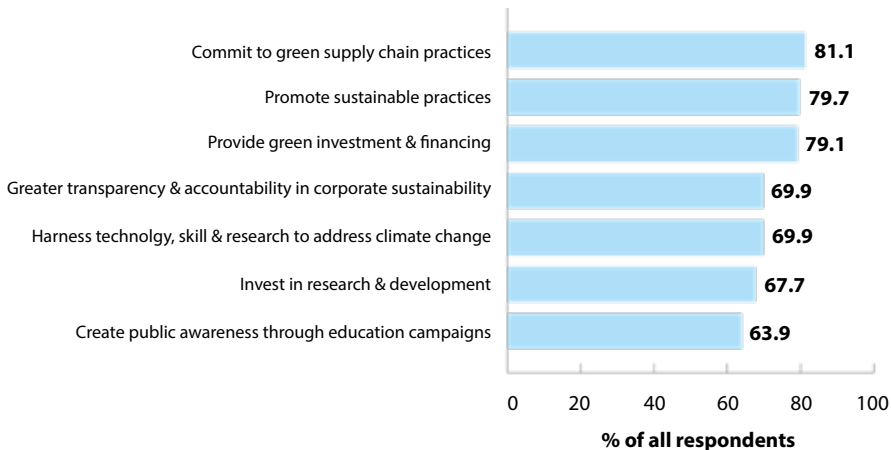 Commit to green supply chain practices 81.1
Promote sustainable practices 79.7
Provide green investment & financing 79.1
Greater transparency & accountability in corporate sustainability 69.9
Harness technolgy, skill & research to address climate change 69.9
Invest in research & development 67.7
Create public awareness through education campaigns 63.9
0 20 40 60 80 100
% of all respondents